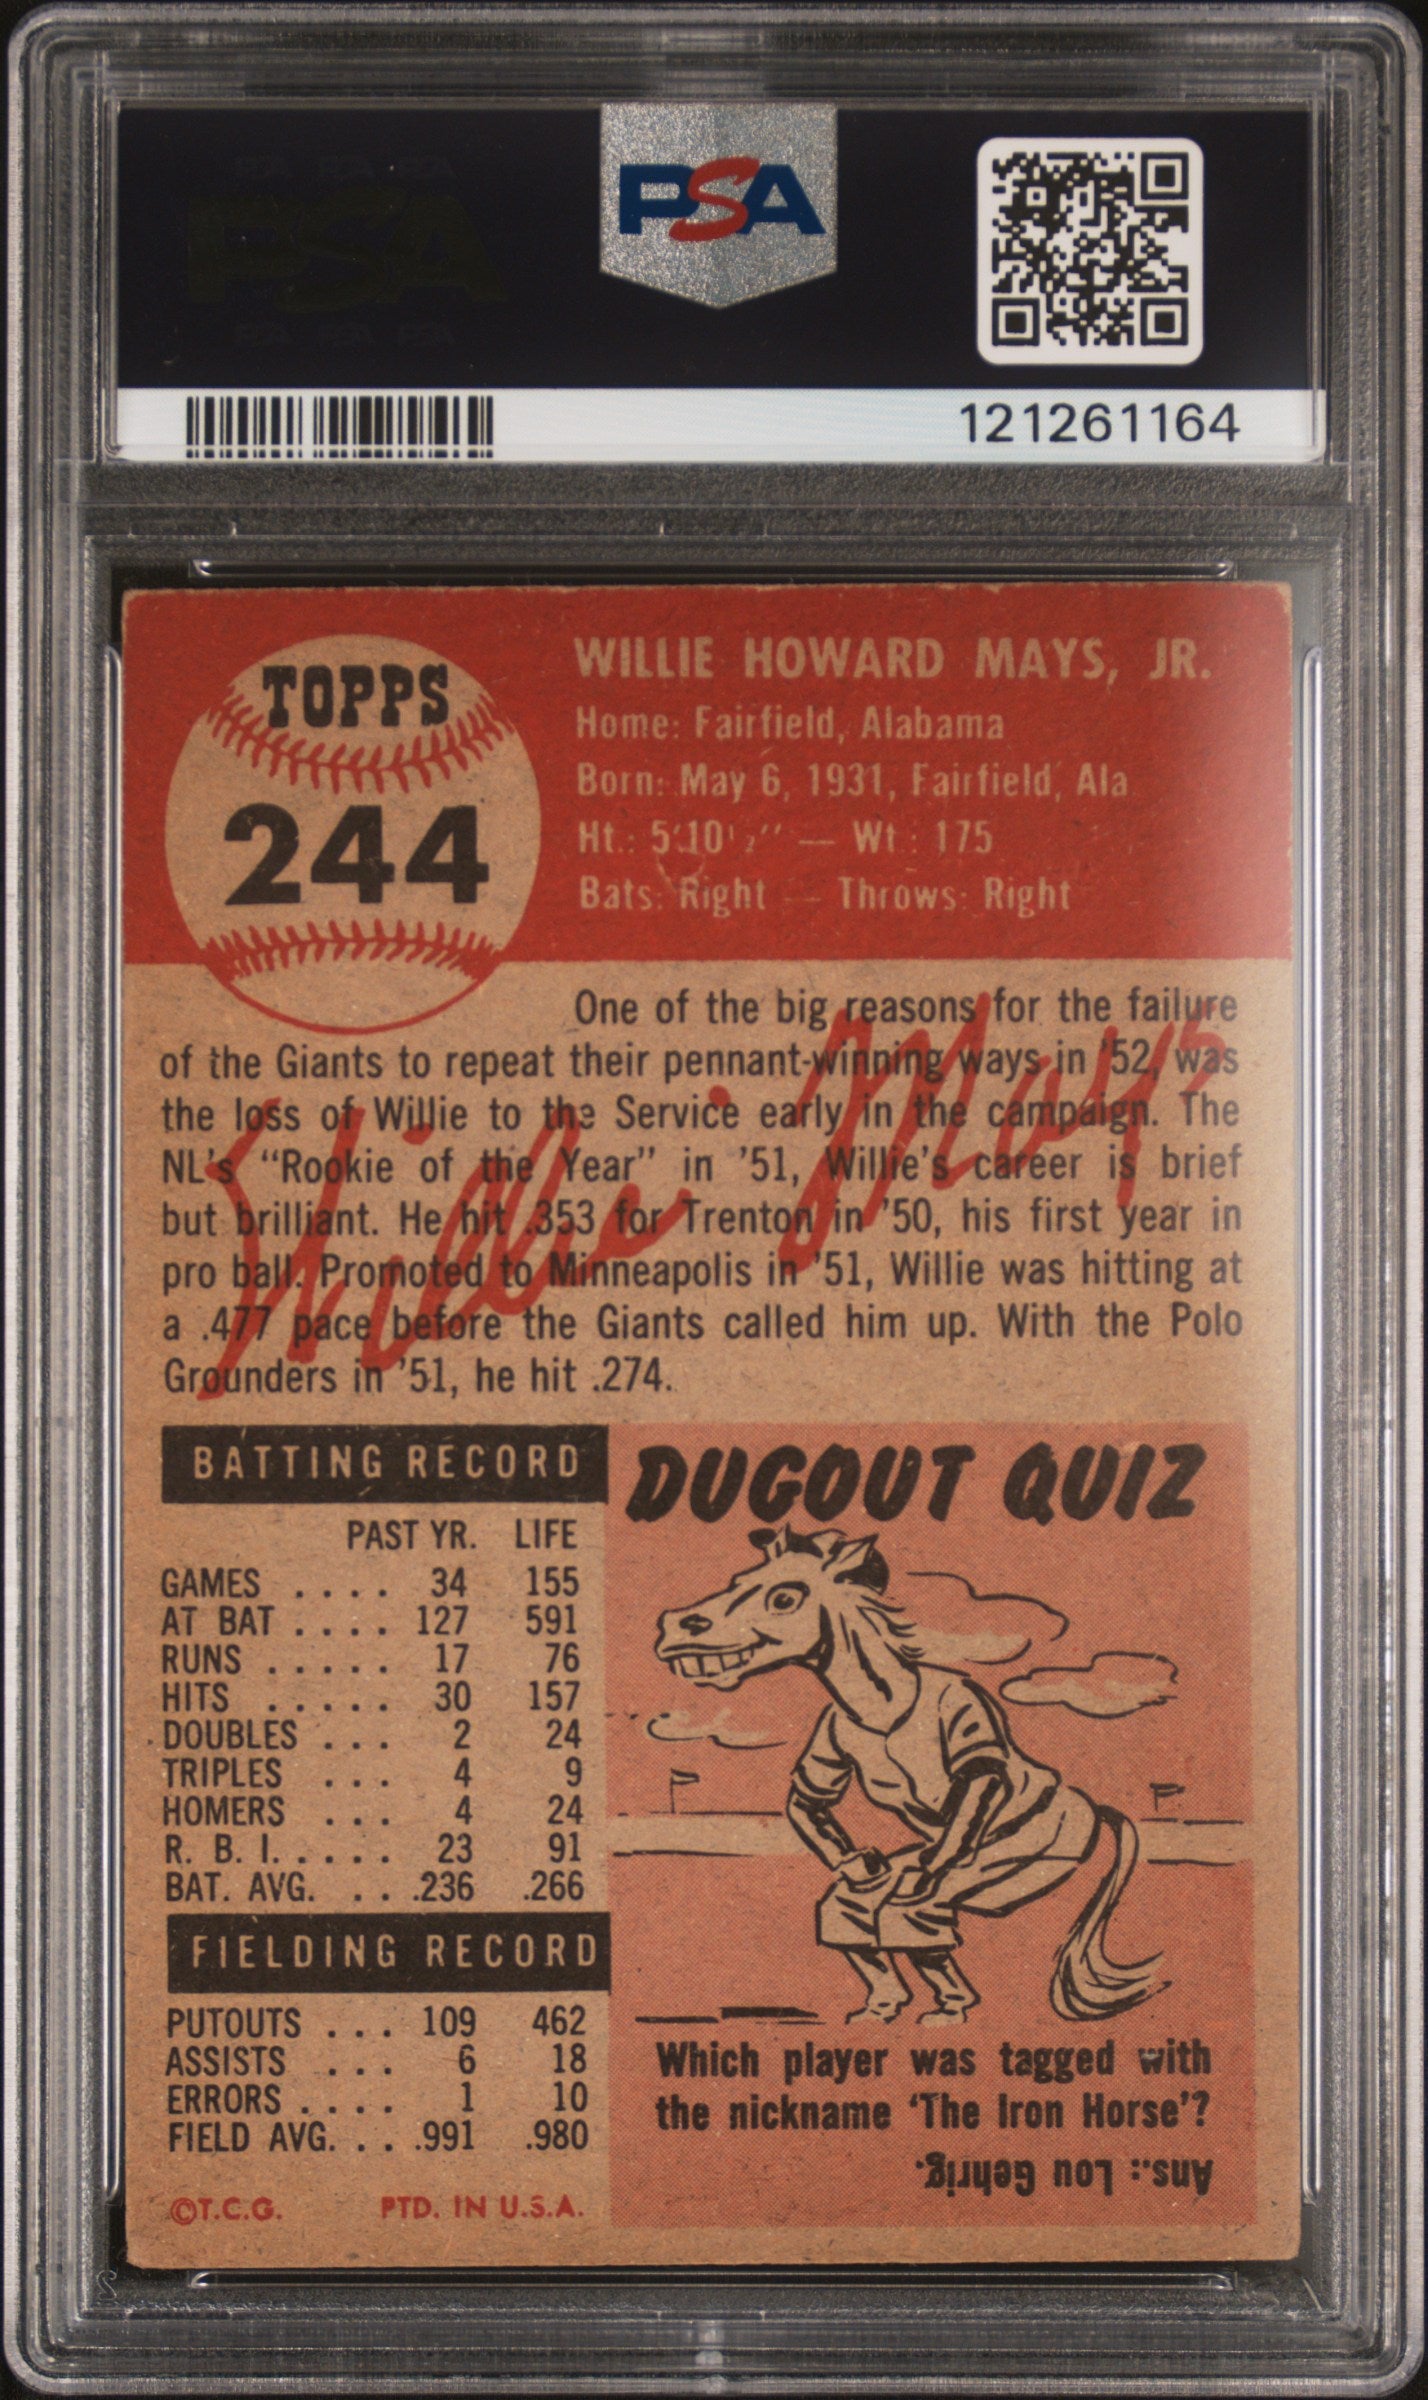 PSA
121261164
TOPPS
244
WILLIE HOWARD MAYS, JR.
Home: Fairfield, Alabama
Born: May 6, 1931, Fairfield, Ala
Ht.: 5'10½" — Wt.: 175
Bats: Right — Throws: Right
One of the big reasons for the failure
of the Giants to repeat their pennant-winning ways in '52, was
the loss of Willie to the Service early in the campaign. The
NL's "Rookie of the Year" in '51, Willie's career is brief
but brilliant. He hit .353 for Trenton in '50, his first year in
pro ball. Promoted to Minneapolis in '51, Willie was hitting at
a .477 pace before the Giants called him up. With the Polo
Grounders in '51, he hit .274.
Willie Mays
BATTING RECORD
PAST YR. LIFE
GAMES .... 34 155
AT BAT .... 127 591
RUNS ..... 17 76
HITS ..... 30 157
DOUBLES ... 2 24
TRIPLES ... 4 9
HOMERS ... 4 24
R. B. I. .... 23 91
BAT. AVG. ... .236 .266
FIELDING RECORD
PUTOUTS ... 109 462
ASSISTS ... 6 18
ERRORS .... 1 10
FIELD AVG. ... .991 .980
©T.C.G. PTD. IN U.S.A.
DUGOUT QUIZ
Which player was tagged with
the nickname 'The Iron Horse'?
Ans.: Lou Gehrig.